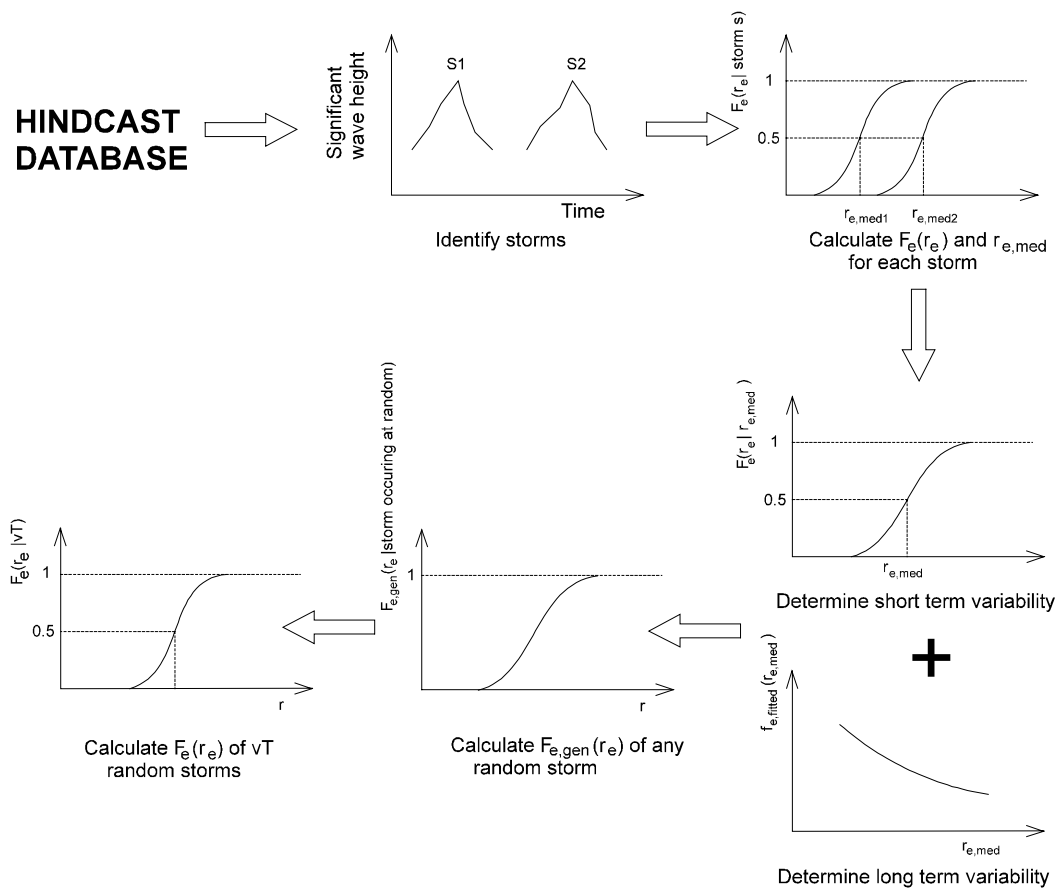 HINDCAST
DATABASE
Significant
wave height
S1
S2
Time
Identify storms
Fe(re| storm s)
1
0.5
re,med1
re,med2
Calculate Fe(re) and re,med
for each storm
Fe(re| re,med )
1
0.5
re,med
Determine short term variability
+
fe,fitted (re,med)
re,med
Determine long term variability
Fe,gen(re |storm occuring at random)
1
r
Calculate Fe,gen(re) of any
random storm
Fe(re |vT)
1
0.5
r
Calculate Fe(re) of vT
random storms